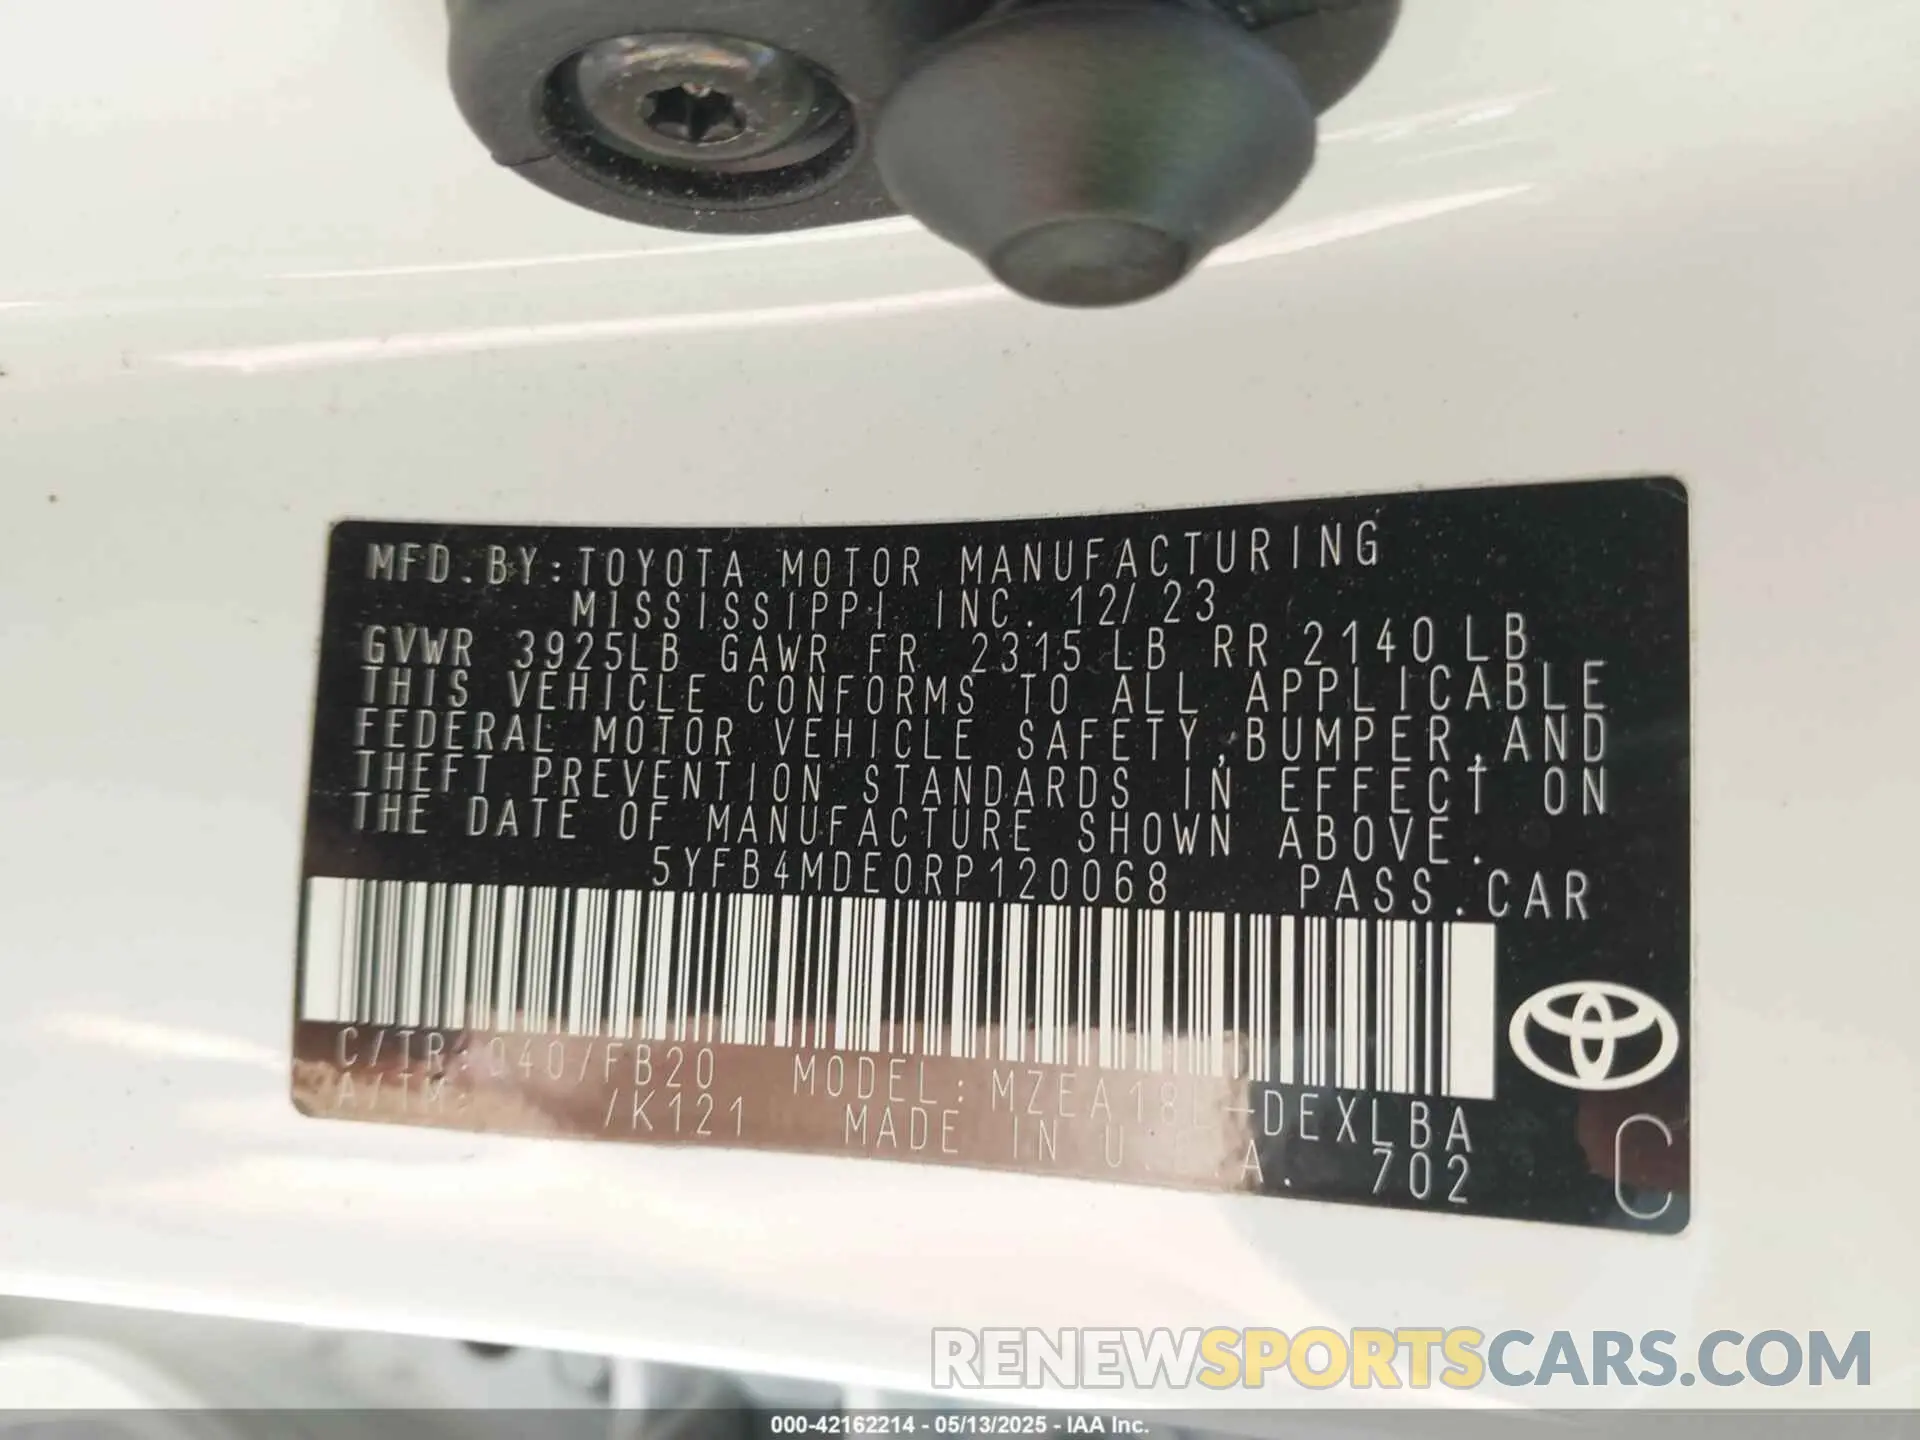 MFD.BY:TOYOTA MOTOR MANUFACTURING
MISSISSIPPI INC. 12/23
GVWR 3925LB GAWR FR 2315LB RR 2140LB
THIS VEHICLE CONFORMS TO ALL APPLICABLE
FEDERAL MOTOR VEHICLE SAFETY,BUMPER,AND
THEFT PREVENTION STANDARDS IN EFFECT ON
THE DATE OF MANUFACTURE SHOWN ABOVE.
5YFB4MDE0RP120068 PASS.CAR
C/TR:040/FB20 MODEL:MZEA18L-DEXLBA
A/TM: /K121 MADE IN U.S.A. 702
C
RENEWSPORTSCARS.COM
000-42162214 - 05/13/2025 - IAA Inc.